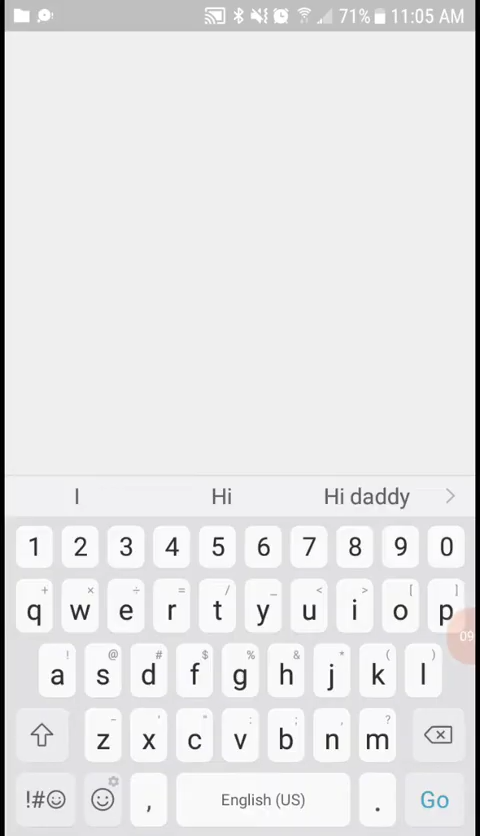 71% 11:05 AM
I Hi Hi daddy >
1 2 3 4 5 6 7 8 9 0
+ × ÷ = / _ < > [ ]
q w e r t y u i o p
09
! @ # $ % & * ( )
a s d f g h j k l
- ' " : ; , ?
z x c v b n m
!#☺ , English (US) . Go